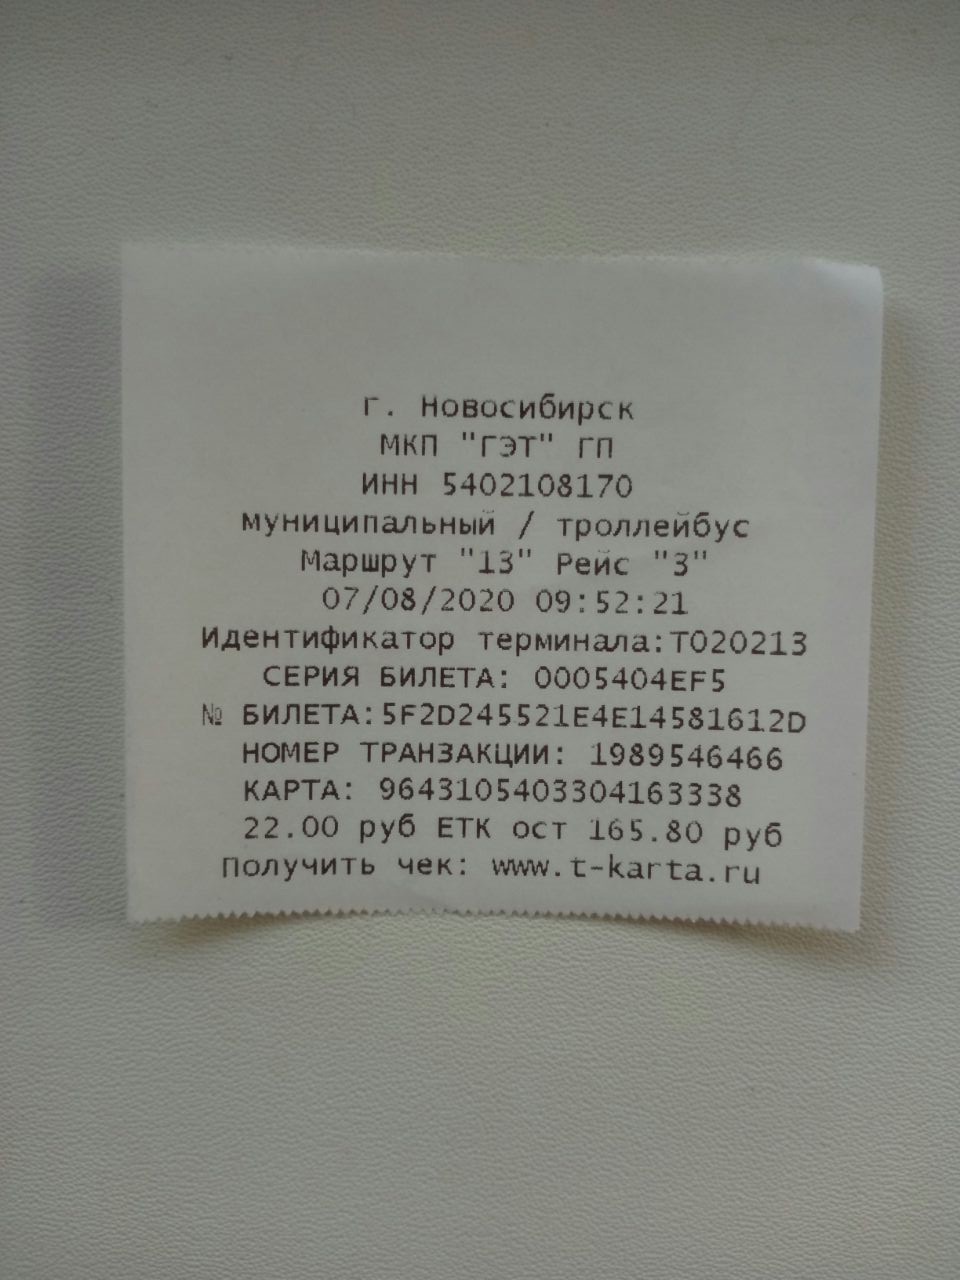 г. Новосибирск
МКП "ГЭТ" ГП
ИНН 5402108170
муниципальный / троллейбус
Маршрут "13" Рейс "3"
07/08/2020 09:52:21
Идентификатор терминала:Т020213
СЕРИЯ БИЛЕТА: 0005404EF5
№ БИЛЕТА:5F2D245521E4E14581612D
НОМЕР ТРАНЗАКЦИИ: 1989546466
КАРТА: 9643105403304163338
22.00 руб ЕТК ост 165.80 руб
Получить чек: www.t-karta.ru